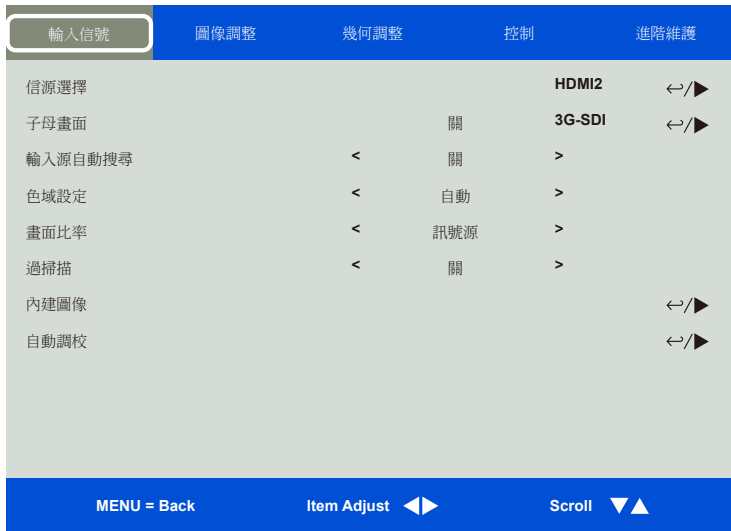 輸入信號 圖像調整 幾何調整 控制 進階維護
信源選擇 HDMI2 ↩/▶
子母畫面 關 3G-SDI ↩/▶
輸入源自動搜尋 < 關 >
色域設定 < 自動 >
畫面比率 < 訊號源 >
過掃描 < 關 >
內建圖像 ↩/▶
自動調校 ↩/▶
MENU = Back Item Adjust ◀▶ Scroll ▼▲